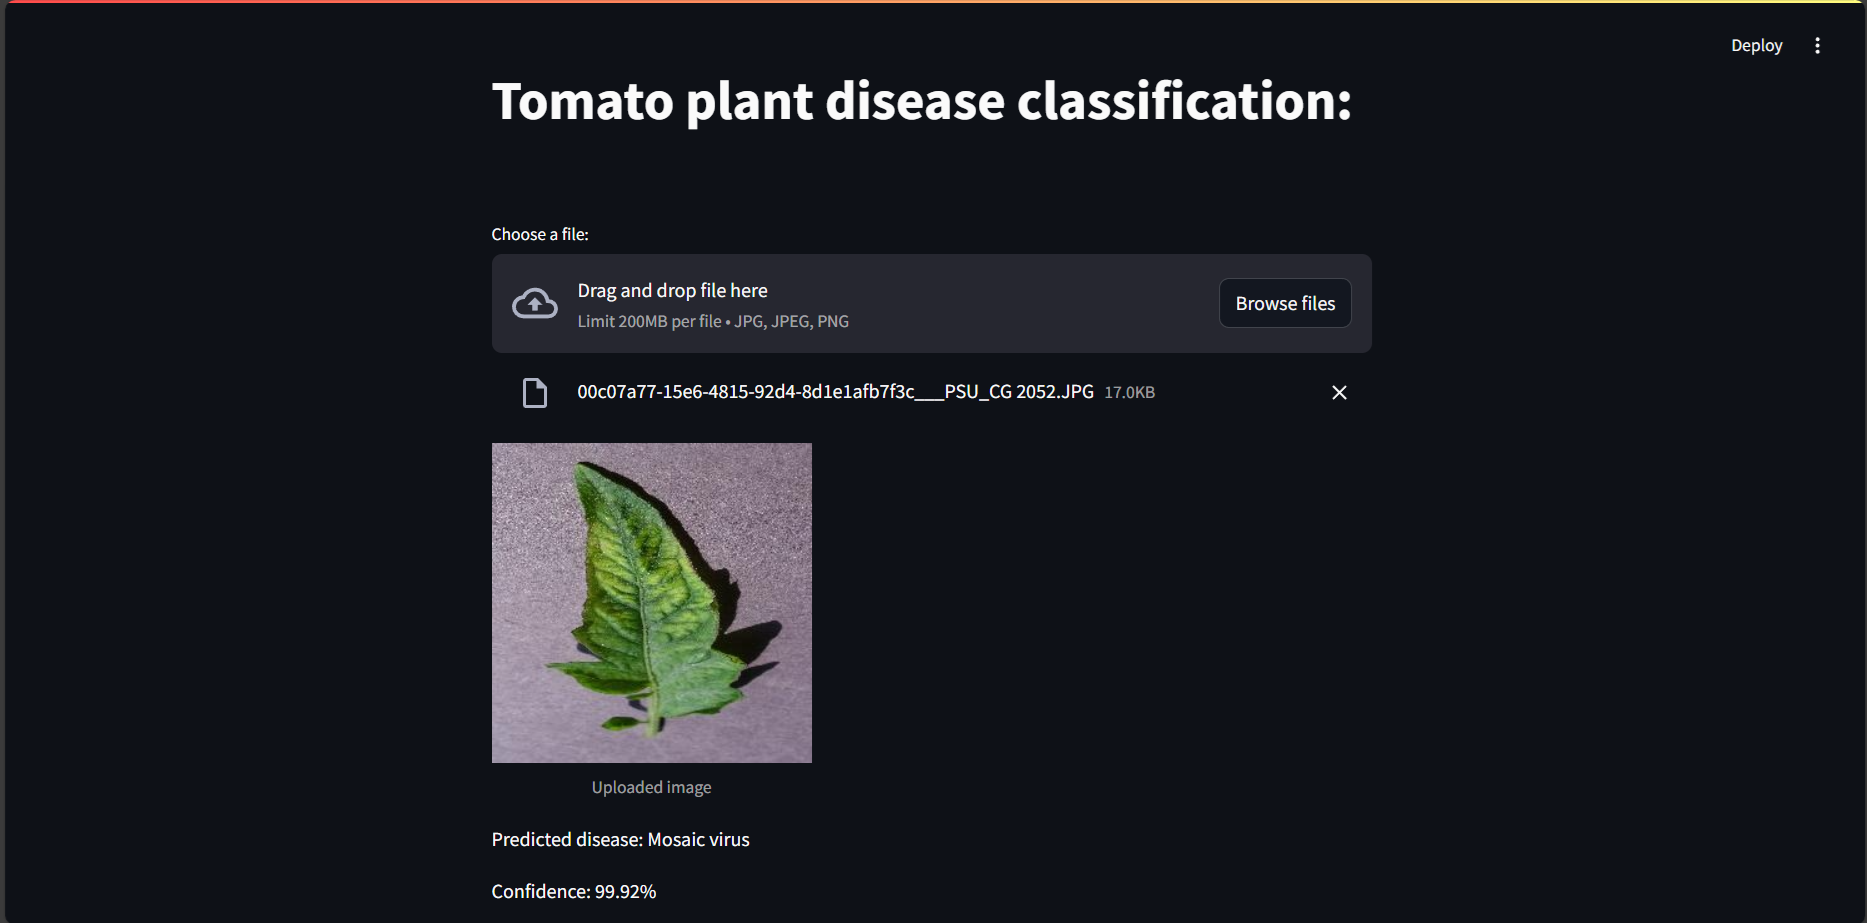 Deploy
Tomato plant disease classification:
Choose a file:
Drag and drop file here
Limit 200MB per file • JPG, JPEG, PNG
Browse files
00c07a77-15e6-4815-92d4-8d1e1afb7f3c___PSU_CG 2052.JPG 17.0KB
Uploaded image
Predicted disease: Mosaic virus
Confidence: 99.92%